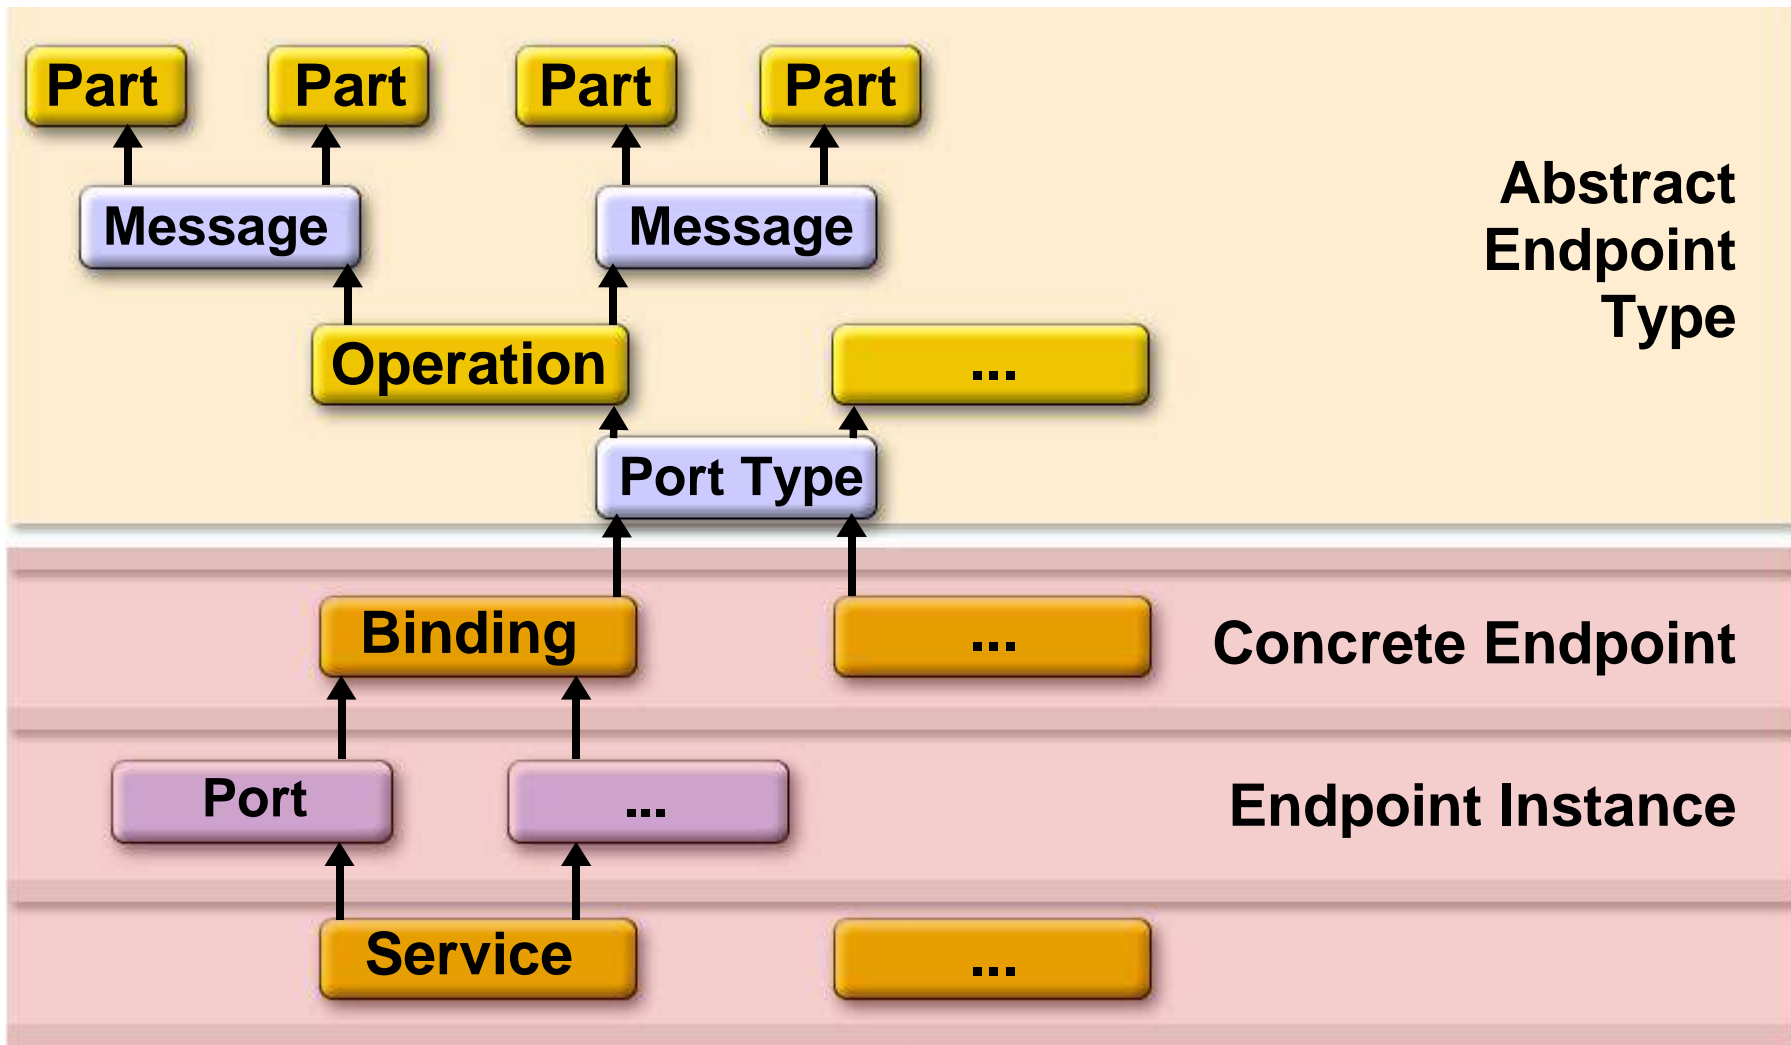 Part
Part
Part
Part
Message
Message
Abstract
Endpoint
Type
Operation
...
Port Type
Binding
...
Concrete Endpoint
Port
...
Endpoint Instance
Service
...